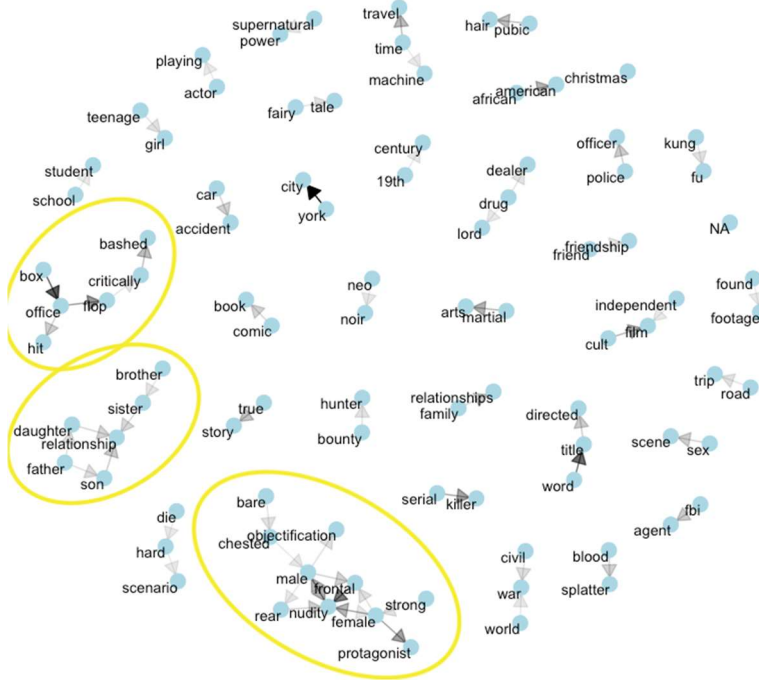 supernatural
power
travel
time
machine
hair
pubic
playing
actor
african
american
christmas
fairy
tale
teenage
girl
century
19th
officer
police
kung
fu
student
school
car
accident
city
york
dealer
drug
lord
NA
friend
friendship
bashed
box
critically
office
flop
hit
book
comic
neo
noir
arts
martial
independent
film
cult
found
footage
brother
sister
daughter
relationship
father
son
true
story
hunter
bounty
relationships
family
directed
title
word
trip
road
scene
sex
serial
killer
fbi
agent
die
hard
scenario
bare
objectification
chested
male
frontal
rear
nudity
female
strong
protagonist
civil
war
world
blood
splatter